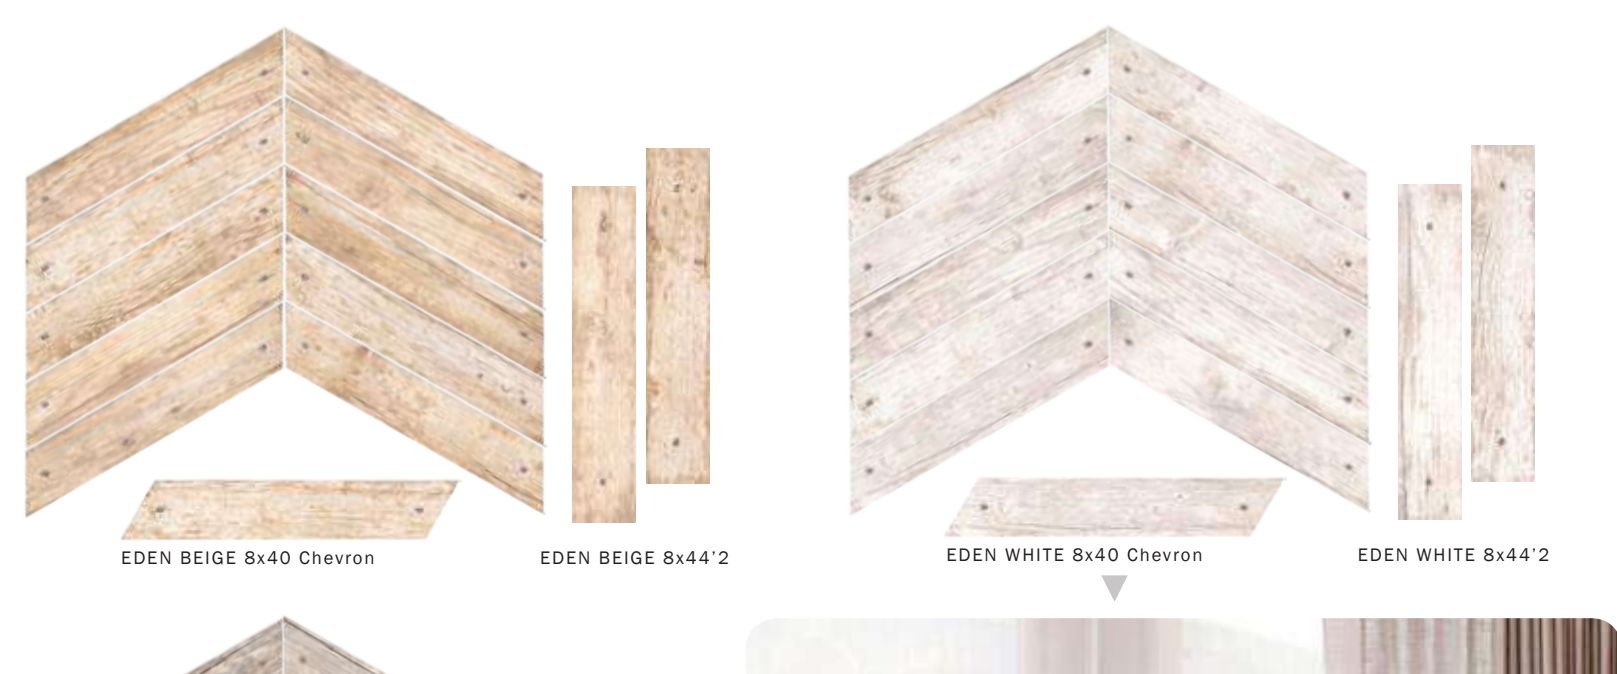 EDEN BEIGE 8x40 Chevron
EDEN BEIGE 8x44’2
EDEN WHITE 8x40 Chevron
EDEN WHITE 8x44’2